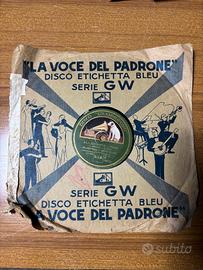 "LA VOCE DEL PADRONE"
DISCO ETICHETTA BLEU
SERIE GW
SERIE GW
DISCO ETICHETTA BLEU
"LA VOCE DEL PADRONE"
subito